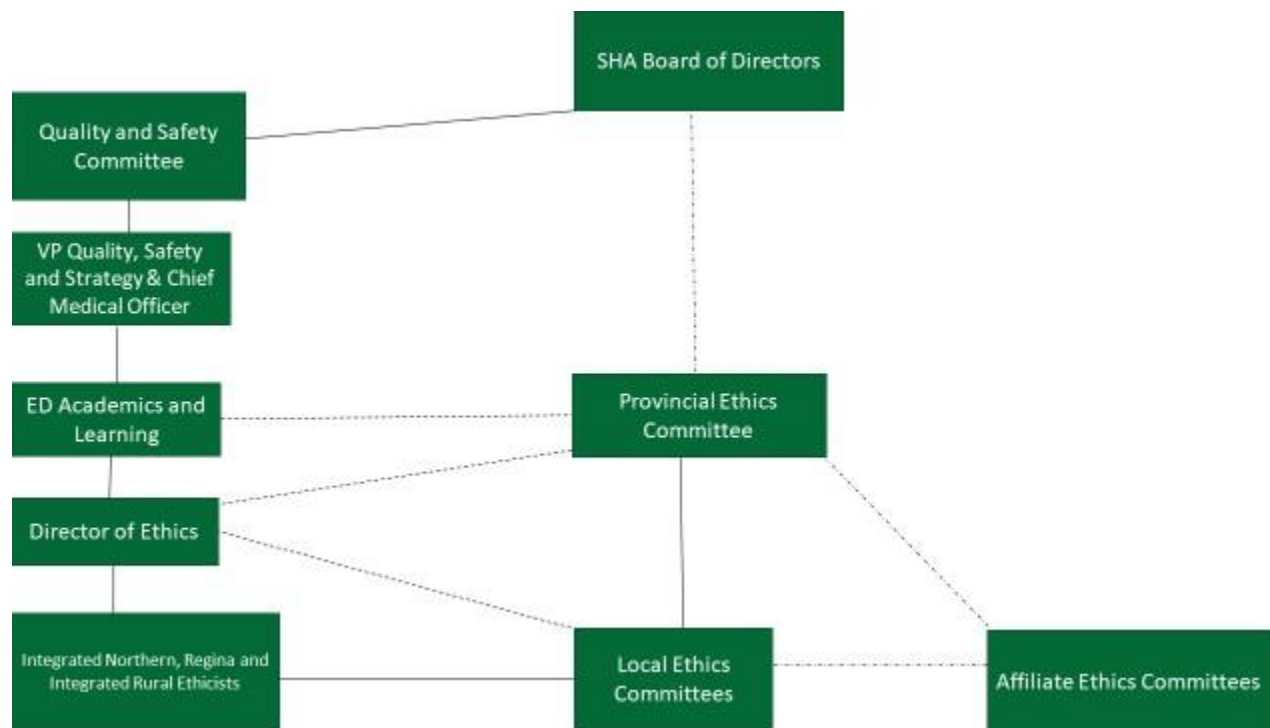 SHA Board of Directors
Quality and Safety
Committee
VP Quality, Safety
and Strategy & Chief
Medical Officer
ED Academics and
Learning
Provincial Ethics
Committee
Director of Ethics
Integrated Northern, Regina and
Integrated Rural Ethicists
Local Ethics
Committees
Affiliate Ethics Committees